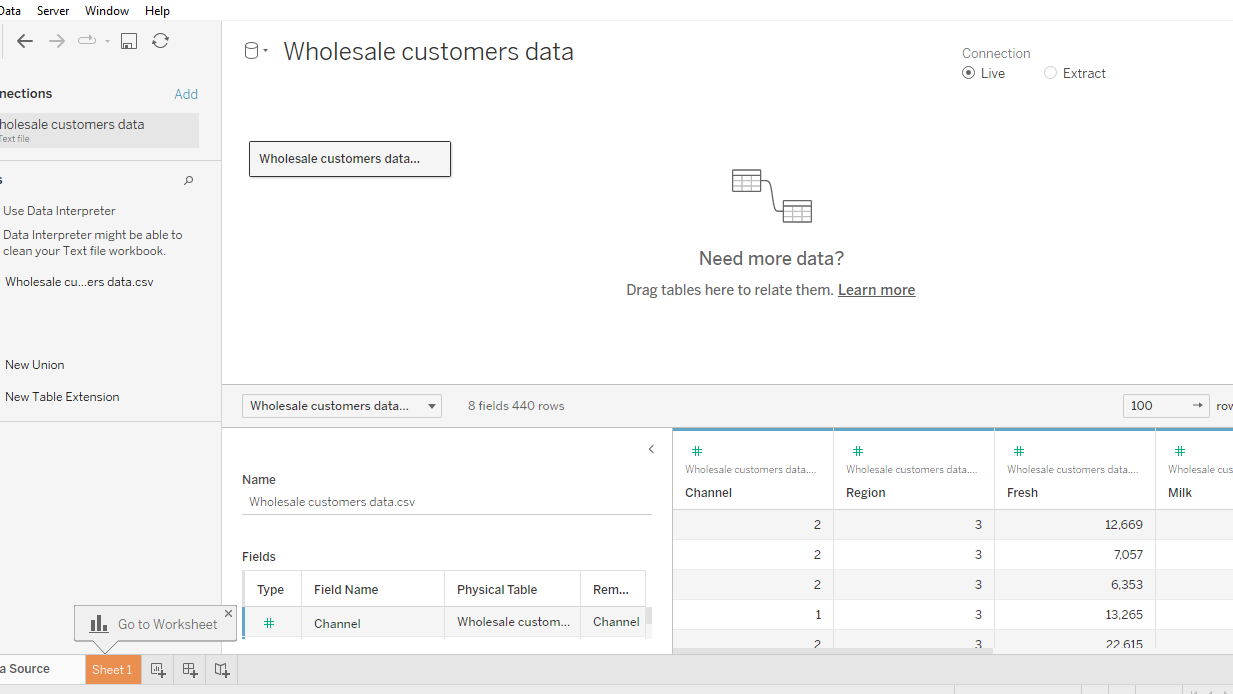 Data Server Window Help
Wholesale customers data
Connection
Live Extract
nections Add
holesale customers data
Text file
Wholesale customers data...
s
Use Data Interpreter
Data Interpreter might be able to
clean your Text file workbook.
Wholesale cu...ers data.csv
Need more data?
Drag tables here to relate them. Learn more
New Union
New Table Extension
Wholesale customers data... 8 fields 440 rows 100 row
Name
Wholesale customers data.csv
Fields
Type Field Name Physical Table Rem...
# Channel Wholesale custom... Channel
# # # #
Wholesale customers data.... Wholesale customers data.... Wholesale customers data.... Wholesale cus
Channel Region Fresh Milk
2 3 12,669
2 3 7,057
2 3 6,353
1 3 13,265
2 3 22,615
Go to Worksheet
a Source Sheet 1